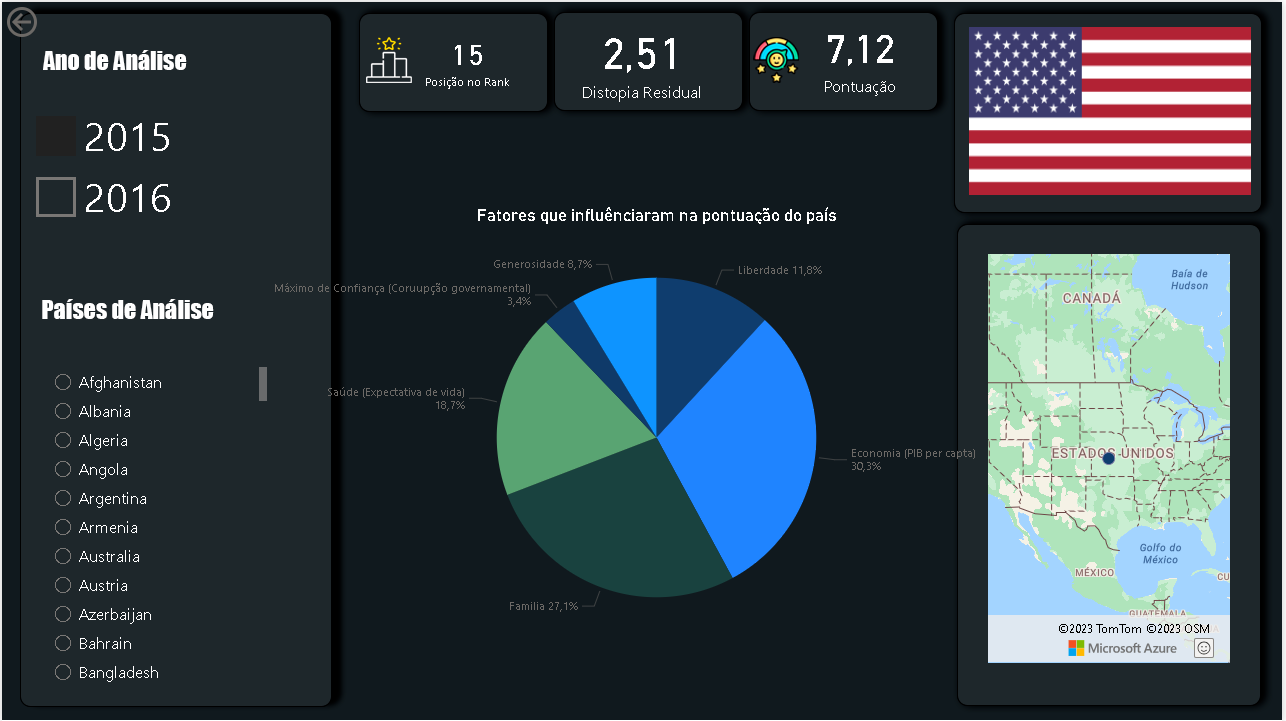 Ano de Análise
2015
2016
Países de Análise
Afghanistan
Albania
Algeria
Angola
Argentina
Armenia
Australia
Austria
Azerbaijan
Bahrain
Bangladesh
15
Posição no Rank
2,51
Distopia Residual
7,12
Pontuação
Fatores que influênciaram na pontuação do país
Generosidade 8,7%
Liberdade 11,8%
Máximo de Confiança (Coruupção governamental)
3,4%
Saúde (Expectativa de vida)
18,7%
Economia (PIB per capta)
30,3%
Familia 27,1%
Baía de
Hudson
CANADÁ
ESTADOS UNIDOS
Golfo do
México
MÉXICO
CU
GUATEMALA
©2023 TomTom ©2023 OSM
Microsoft Azure